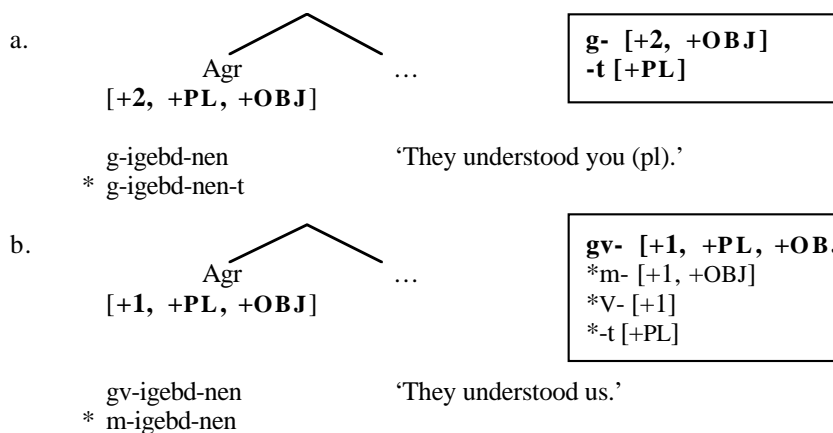 a.
g- [+2, +OBJ]
Agr … -t [+PL]
[+2, +PL, +OBJ]
g-igebd-nen ‘They understood you (pl).’
* g-igebd-nen-t
b.
gv- [+1, +PL, +OBJ
Agr … *m- [+1, +OBJ]
[+1, +PL, +OBJ] *V- [+1]
*-t [+PL]
gv-igebd-nen ‘They understood us.’
* m-igebd-nen